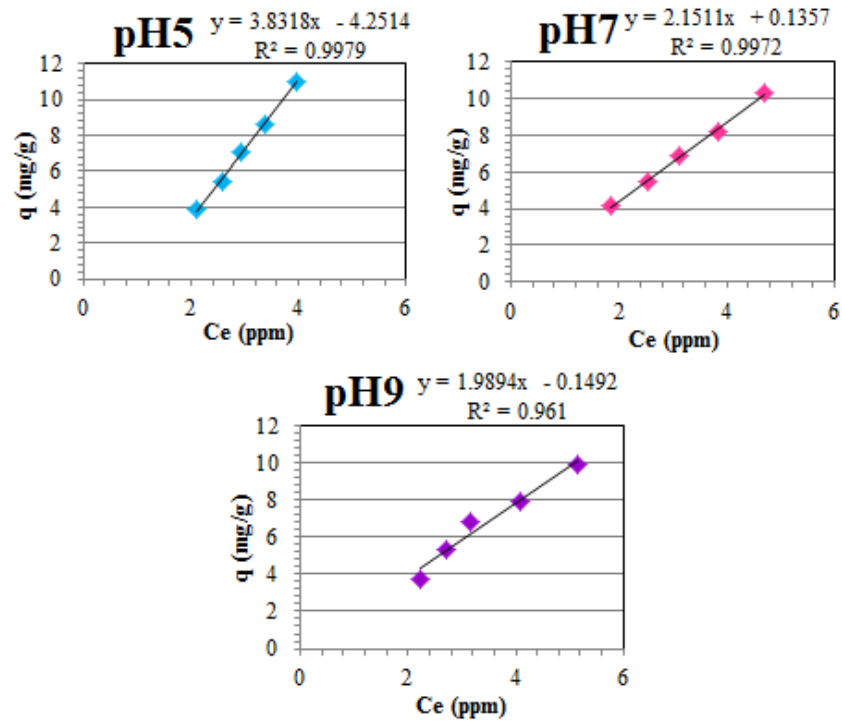 pH5 y = 3.8318x - 4.2514
R² = 0.9979
12
10
8
6
4
2
0
q (mg/g)
0 2 4 6
Ce (ppm)
pH7 y = 2.1511x + 0.1357
R² = 0.9972
12
10
8
6
4
2
0
q (mg/g)
0 2 4 6
Ce (ppm)
pH9 y = 1.9894x - 0.1492
R² = 0.961
12
10
8
6
4
2
0
q (mg/g)
0 2 4 6
Ce (ppm)